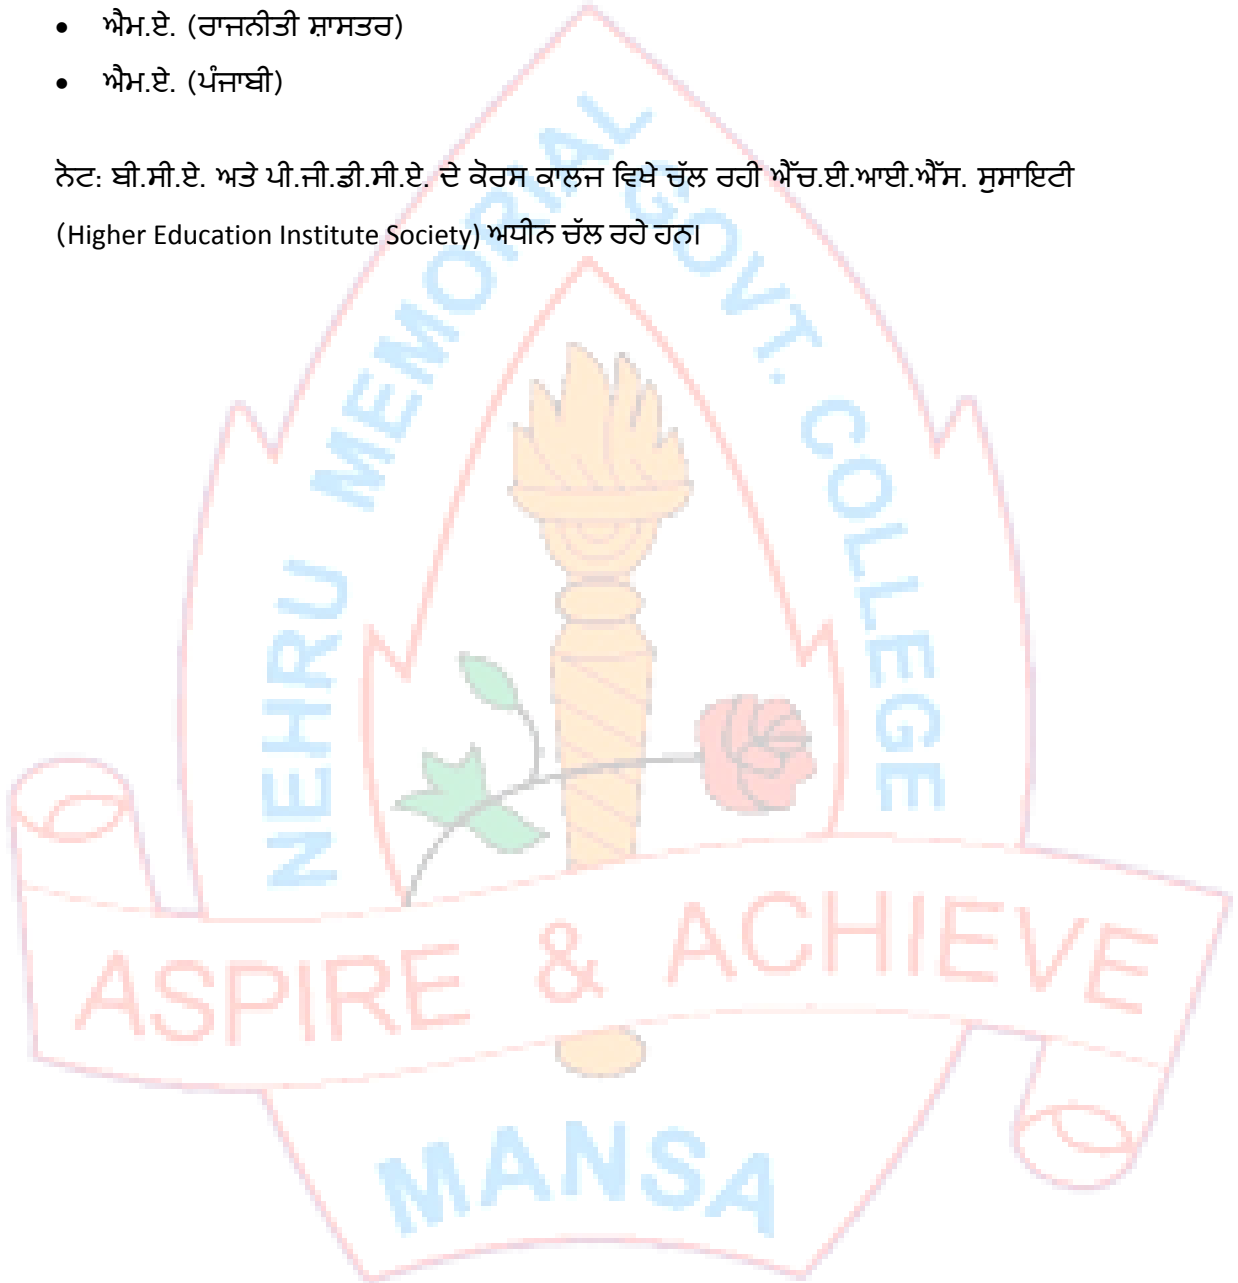 • ਐਮ.ਏ. (ਰਾਜਨੀਤੀ ਸ਼ਾਸਤਰ)
• ਐਮ.ਏ. (ਪੰਜਾਬੀ)
ਨੋਟ: ਬੀ.ਸੀ.ਏ. ਅਤੇ ਪੀ.ਜੀ.ਡੀ.ਸੀ.ਏ. ਦੇ ਕੋਰਸ ਕਾਲਜ ਵਿਖੇ ਚੱਲ ਰਹੀ ਐੱਚ.ਈ.ਆਈ.ਐੱਸ. ਸੁਸਾਇਟੀ
(Higher Education Institute Society) ਅਧੀਨ ਚੱਲ ਰਹੇ ਹਨ।
NEHRU MEMORIAL GOVT. COLLEGE
ASPIRE & ACHIEVE
MANSA